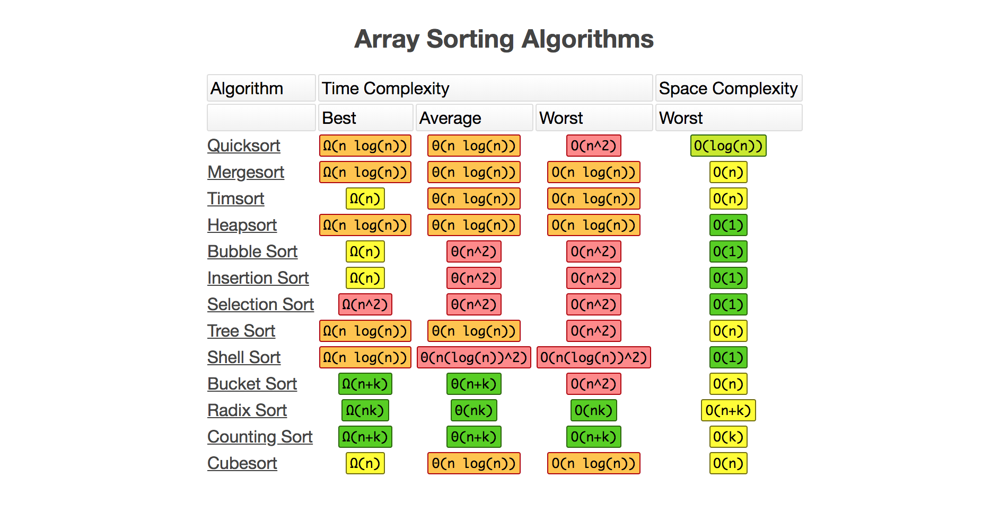 Array Sorting Algorithms
Algorithm Time Complexity Space Complexity
Best Average Worst Worst
Quicksort Ω(n log(n)) Θ(n log(n)) O(n^2) O(log(n))
Mergesort Ω(n log(n)) Θ(n log(n)) O(n log(n)) O(n)
Timsort Ω(n) Θ(n log(n)) O(n log(n)) O(n)
Heapsort Ω(n log(n)) Θ(n log(n)) O(n log(n)) O(1)
Bubble Sort Ω(n) Θ(n^2) O(n^2) O(1)
Insertion Sort Ω(n) Θ(n^2) O(n^2) O(1)
Selection Sort Ω(n^2) Θ(n^2) O(n^2) O(1)
Tree Sort Ω(n log(n)) Θ(n log(n)) O(n^2) O(n)
Shell Sort Ω(n log(n)) Θ(n(log(n))^2) O(n(log(n))^2) O(1)
Bucket Sort Ω(n+k) Θ(n+k) O(n^2) O(n)
Radix Sort Ω(nk) Θ(nk) O(nk) O(n+k)
Counting Sort Ω(n+k) Θ(n+k) O(n+k) O(k)
Cubesort Ω(n) Θ(n log(n)) O(n log(n)) O(n)